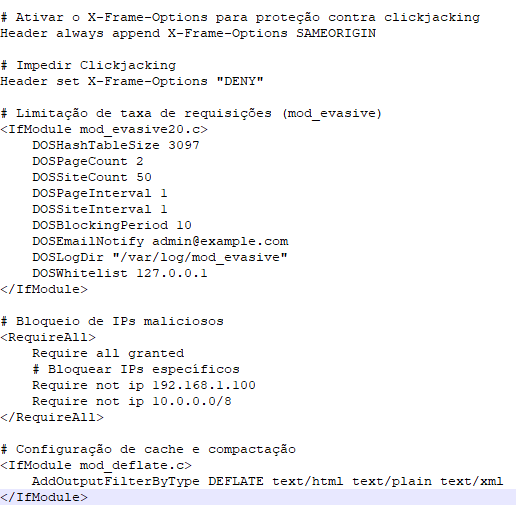 # Ativar o X-Frame-Options para proteção contra clickjacking
Header always append X-Frame-Options SAMEORIGIN

# Impedir Clickjacking
Header set X-Frame-Options "DENY"

# Limitação de taxa de requisições (mod_evasive)
<IfModule mod_evasive20.c>
    DOSHashTableSize 3097
    DOSPageCount 2
    DOSSiteCount 50
    DOSPageInterval 1
    DOSSiteInterval 1
    DOSBlockingPeriod 10
    DOSEmailNotify admin@example.com
    DOSLogDir "/var/log/mod_evasive"
    DOSWhitelist 127.0.0.1
</IfModule>

# Bloqueio de IPs maliciosos
<RequireAll>
    Require all granted
    # Bloquear IPs específicos
    Require not ip 192.168.1.100
    Require not ip 10.0.0.0/8
</RequireAll>

# Configuração de cache e compactação
<IfModule mod_deflate.c>
    AddOutputFilterByType DEFLATE text/html text/plain text/xml
</IfModule>